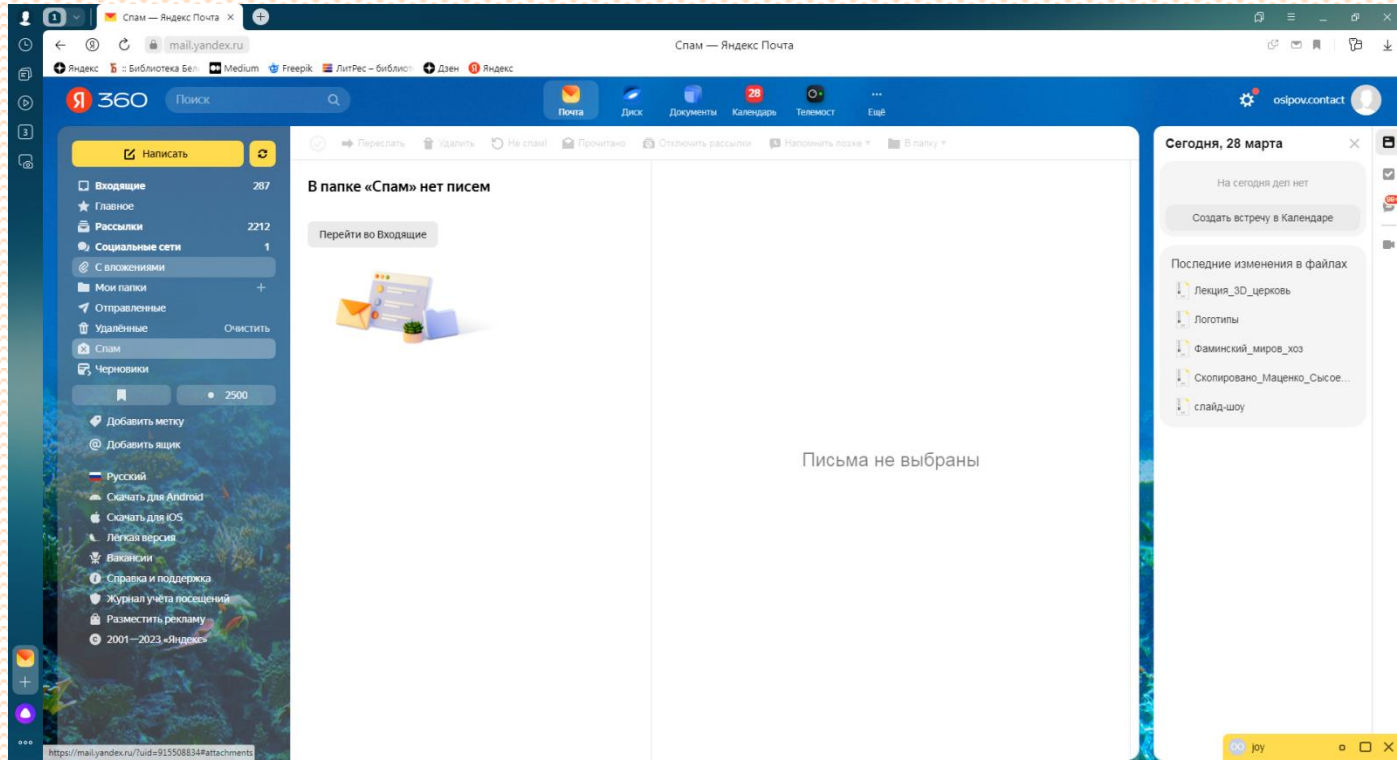 1
Спам — Яндекс Почта
mail.yandex.ru
Спам — Яндекс Почта
Яндекс
Б :: Библиотека Бел
Medium
Freepik
ЛитРес – библиот
Дзен
Яндекс
Я 360
Поиск
Почта
Диск
Документы
28
Календарь
Телемост
Ещё
osipov.contact
3
Написать
Входящие 287
Главное
Рассылки 2212
Социальные сети 1
С вложениями
Мои папки +
Отправленные
Удалённые Очистить
Спам
Черновики
2500
Добавить метку
Добавить ящик
Русский
Скачать для Android
Скачать для iOS
Лёгкая версия
Вакансии
Справка и поддержка
Журнал учёта посещений
Разместить рекламу
2001—2023, «Яндекс»
https://mail.yandex.ru/?uid=915508834#attachments
Переслать
Удалить
Не спам!
Прочитано
Отключить рассылки
Напомнить позже
В папку
В папке «Спам» нет писем
Перейти во Входящие
Письма не выбраны
Сегодня, 28 марта
На сегодня дел нет
Создать встречу в Календаре
Последние изменения в файлах
Лекция_3D_церковь
Логотипы
Фаминский_миров_хоз
Скопировано_Маценко_Сысое...
слайд-шоу
joy